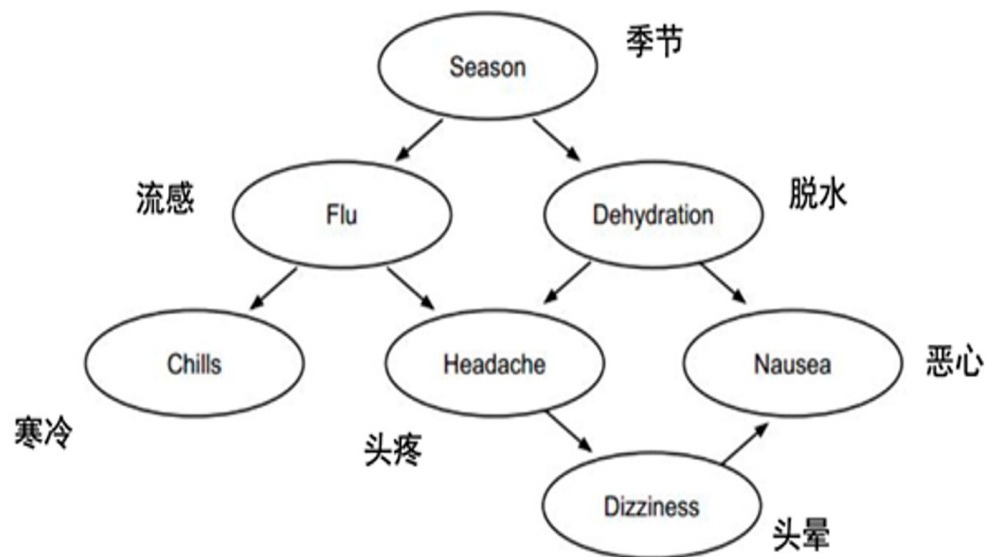 Season
季节
流感
Flu
Dehydration
脱水
Chills
Headache
Nausea
恶心
寒冷
头疼
Dizziness
头晕